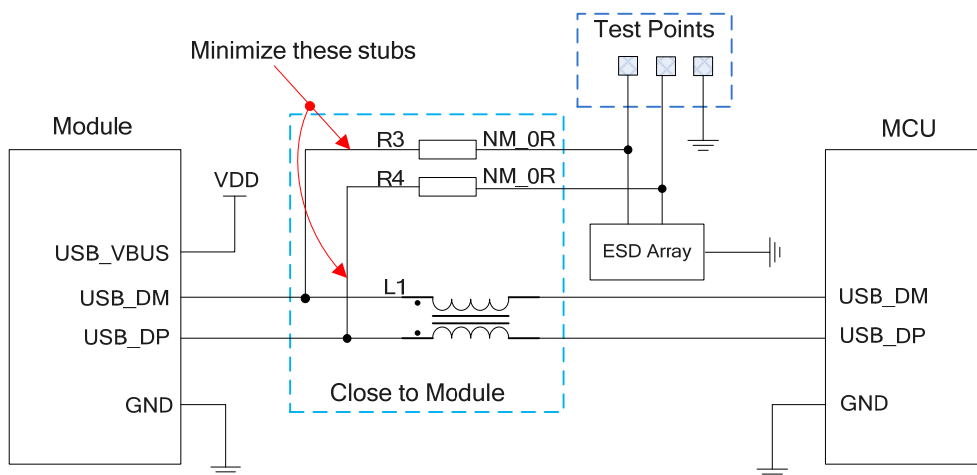 Test Points
Minimize these stubs
Module
MCU
R3
NM_0R
VDD
R4
NM_0R
USB_VBUS
ESD Array
USB_DM
L1
USB_DM
USB_DP
USB_DP
Close to Module
GND
GND